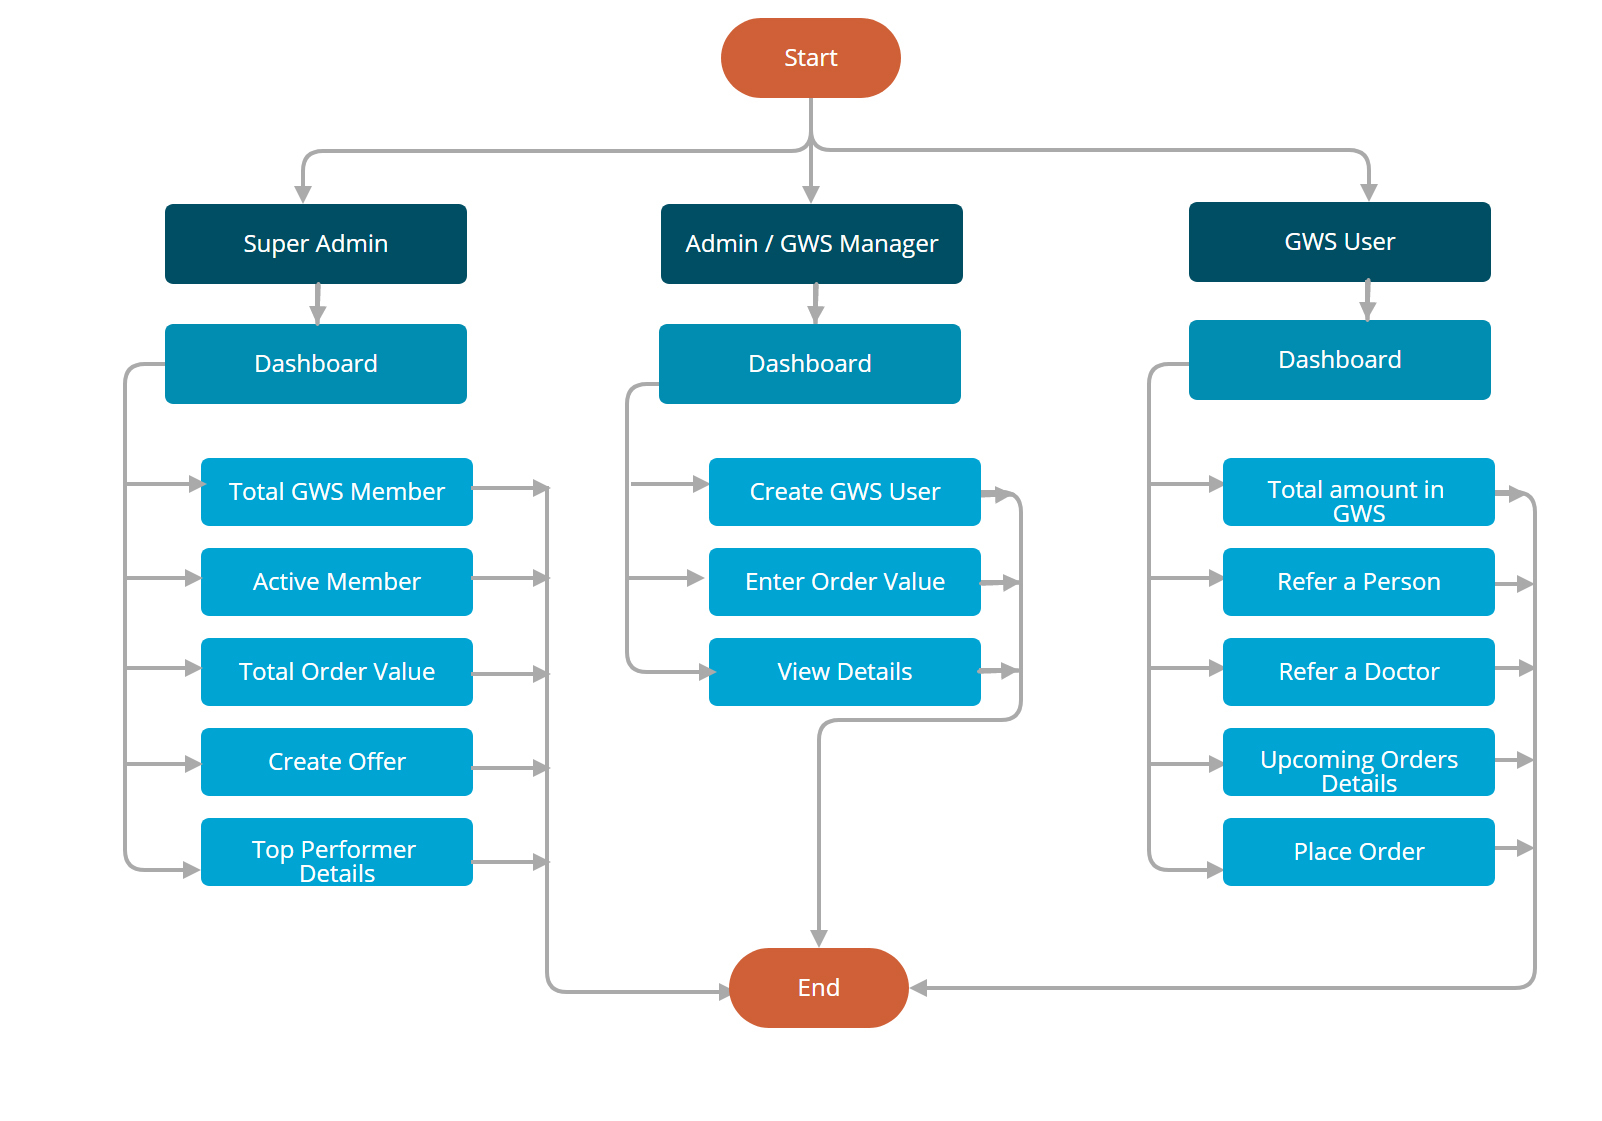 Start
Super Admin
Admin / GWS Manager
GWS User
Dashboard
Dashboard
Dashboard
Total GWS Member
Active Member
Total Order Value
Create Offer
Top Performer
Details
Create GWS User
Enter Order Value
View Details
Total amount in
GWS
Refer a Person
Refer a Doctor
Upcoming Orders
Details
Place Order
End